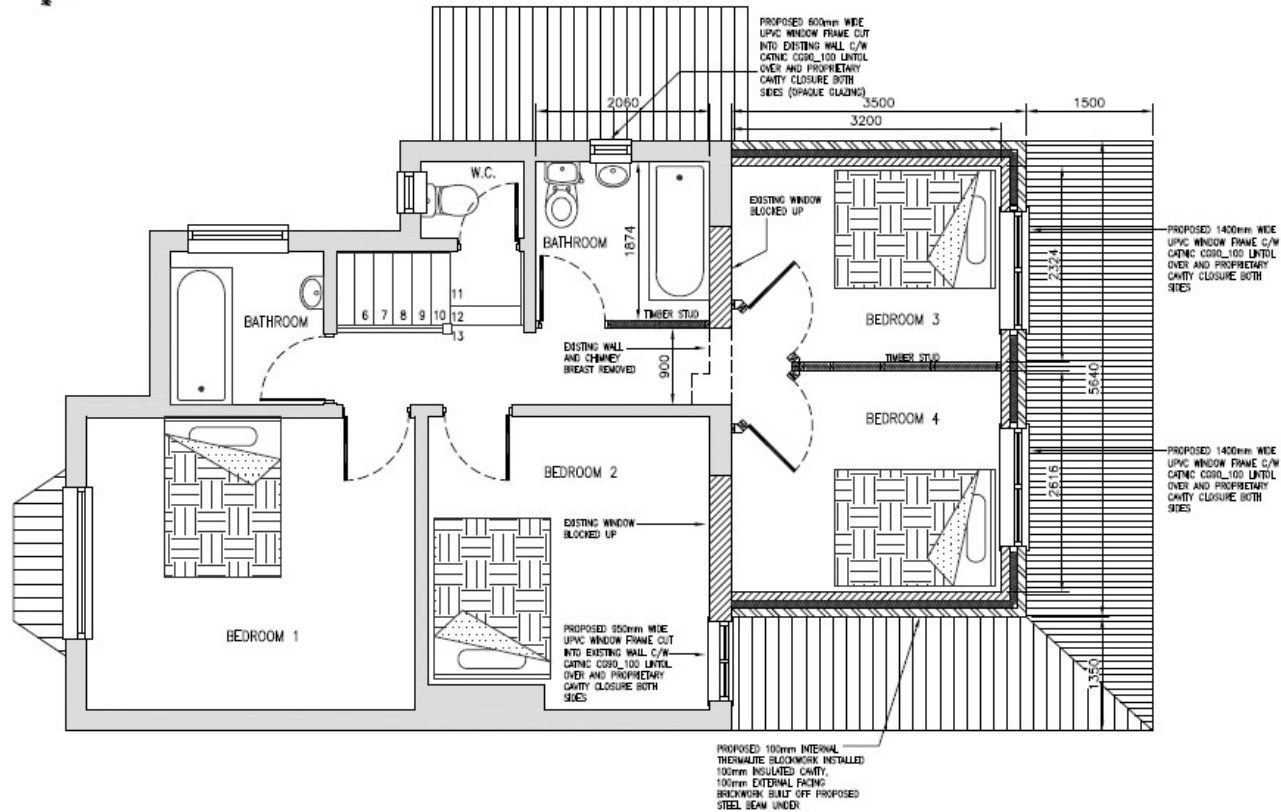 PROPOSED 600mm WIDE
UPVC WINDOW FRAME CUT
INTO EXISTING WALL C/W
CATNIC CG90_100 LINTOL
OVER AND PROPRIETARY
CAVITY CLOSURE BOTH
SIDES (OPAQUE GLAZING)
2060
3500
1500
3200
W.C.
EXISTING WINDOW
BLOCKED UP
BATHROOM
1874
PROPOSED 1400mm WIDE
UPVC WINDOW FRAME C/W
CATNIC CG90_100 LINTOL
OVER AND PROPRIETARY
CAVITY CLOSURE BOTH
SIDES
2324
BATHROOM
6 7 8 9 10
11
12
13
TIMBER STUD
BEDROOM 3
EXISTING WALL
AND CHIMNEY
BREAST REMOVED
900
TIMBER STUD
5640
BEDROOM 4
BEDROOM 2
PROPOSED 1400mm WIDE
UPVC WINDOW FRAME C/W
CATNIC CG90_100 LINTOL
OVER AND PROPRIETARY
CAVITY CLOSURE BOTH
SIDES
2616
EXISTING WINDOW
BLOCKED UP
BEDROOM 1
PROPOSED 950mm WIDE
UPVC WINDOW FRAME CUT
INTO EXISTING WALL C/W
CATNIC CG90_100 LINTOL
OVER AND PROPRIETARY
CAVITY CLOSURE BOTH
SIDES
1350
PROPOSED 100mm INTERNAL
THERMALITE BLOCKWORK INSTALLED
100mm INSULATED CAVITY,
100mm EXTERNAL FACING
BRICKWORK BUILT OFF PROPOSED
STEEL BEAM UNDER